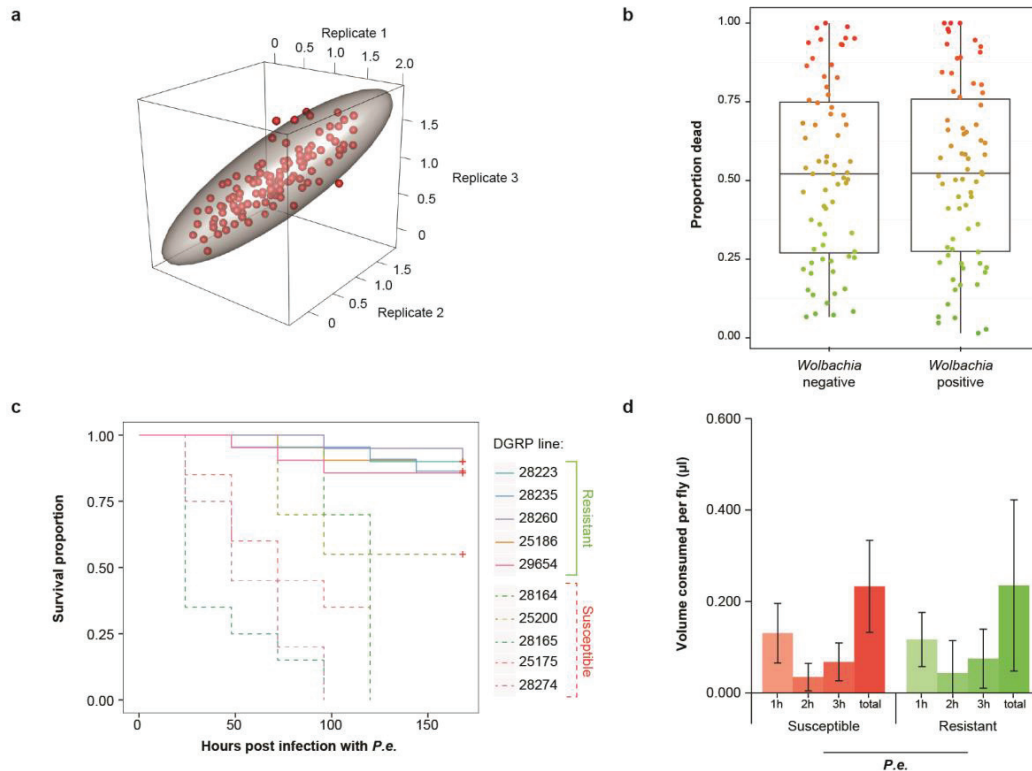 a
Replicate 1
0 0.5 1.0 1.5 2.0
1.5
1.0
0.5
0
Replicate 3
1.5
1.0
0.5
0
Replicate 2
b
Proportion dead
1.00
0.75
0.50
0.25
0.00
Wolbachia negative
Wolbachia positive
c
Survival proportion
1.00
0.75
0.50
0.25
0.00
0 50 100 150
Hours post infection with P.e.
DGRP line:
28223
28235
28260
25186
29654
Resistant
28164
25200
28165
25175
28274
Susceptible
d
Volume consumed per fly (µl)
0.600
0.400
0.200
0.000
1h 2h 3h total 1h 2h 3h total
Susceptible Resistant
P.e.